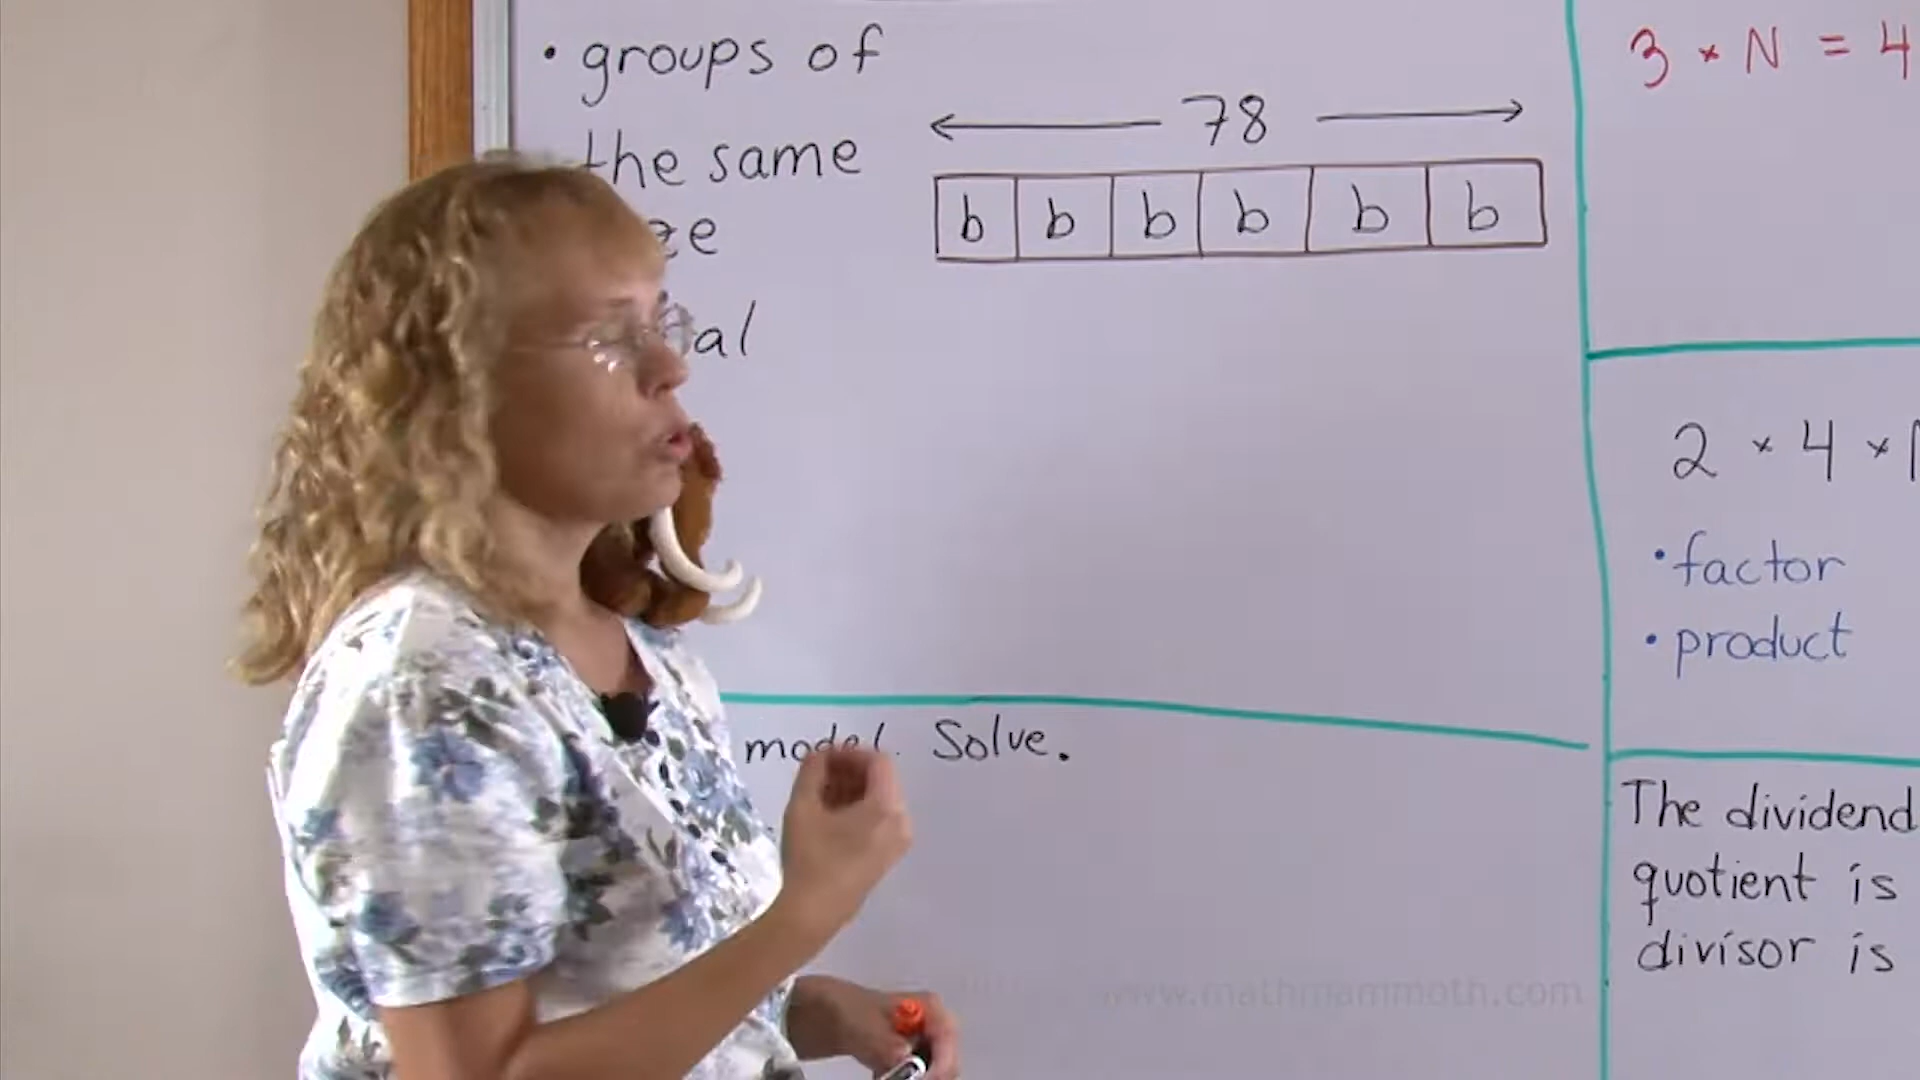 • groups of
the same
78
b b b b b b
model. Solve.
3 * N = 4
2 * 4 *
• factor
• product
The dividend
quotient is
divisor is
www.mathmammoth.com